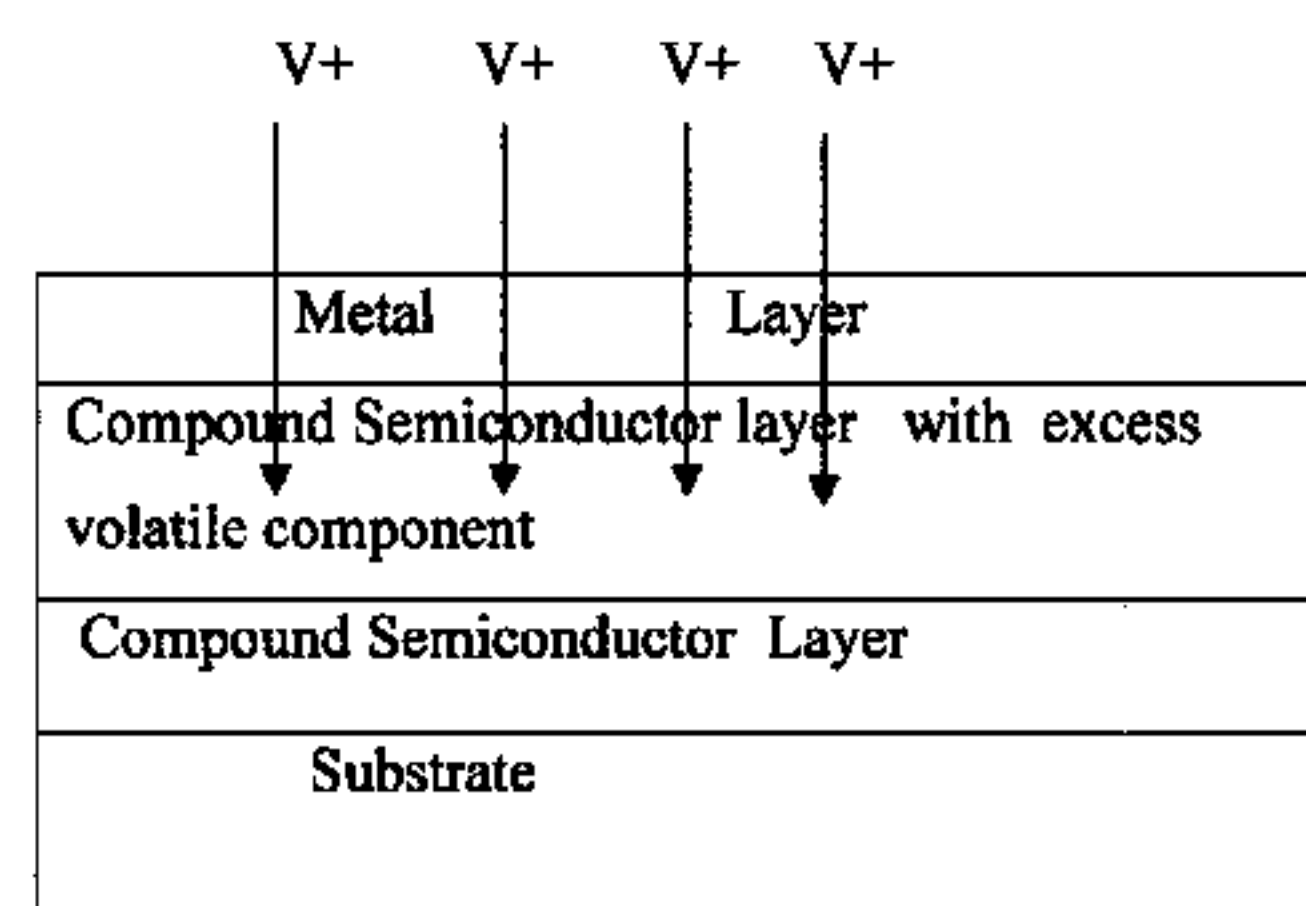 V+ V+ V+ V+
Metal Layer
Compound Semiconductor layer with excess
volatile component
Compound Semiconductor Layer
Substrate